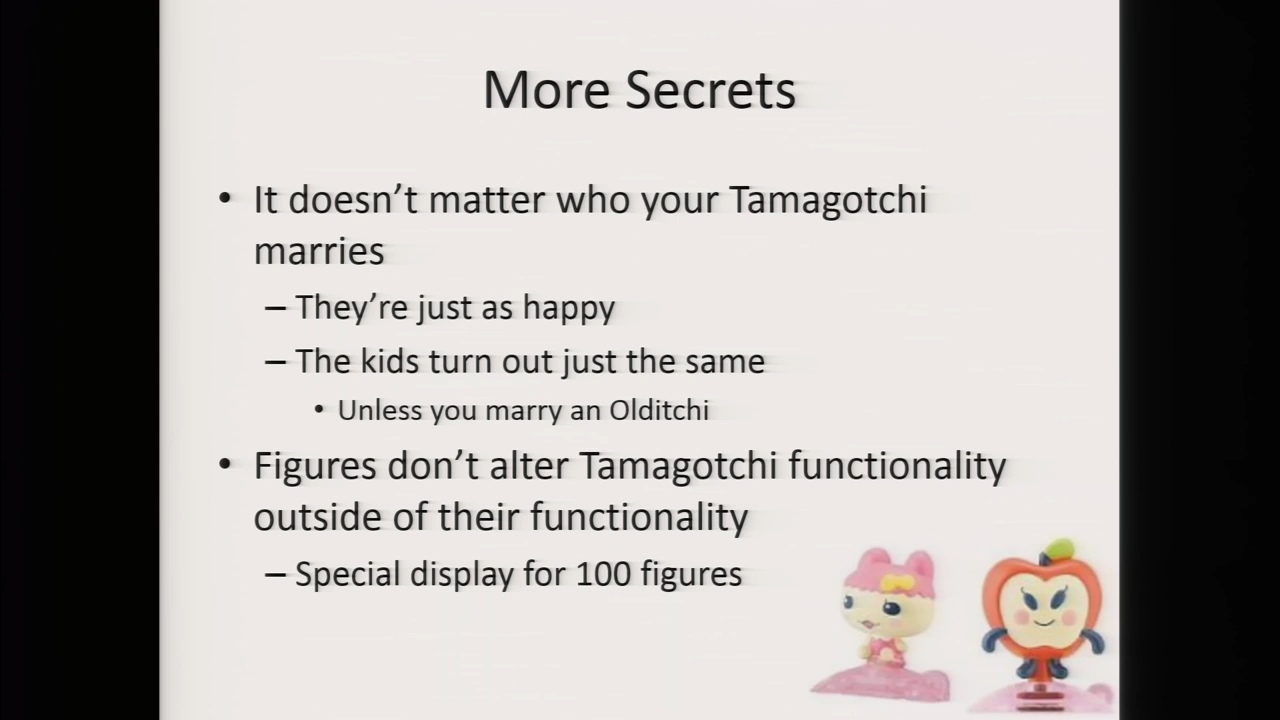 More Secrets
• It doesn't matter who your Tamagotchi
marries
– They're just as happy
– The kids turn out just the same
• Unless you marry an Olditchi
• Figures don't alter Tamagotchi functionality
outside of their functionality
– Special display for 100 figures